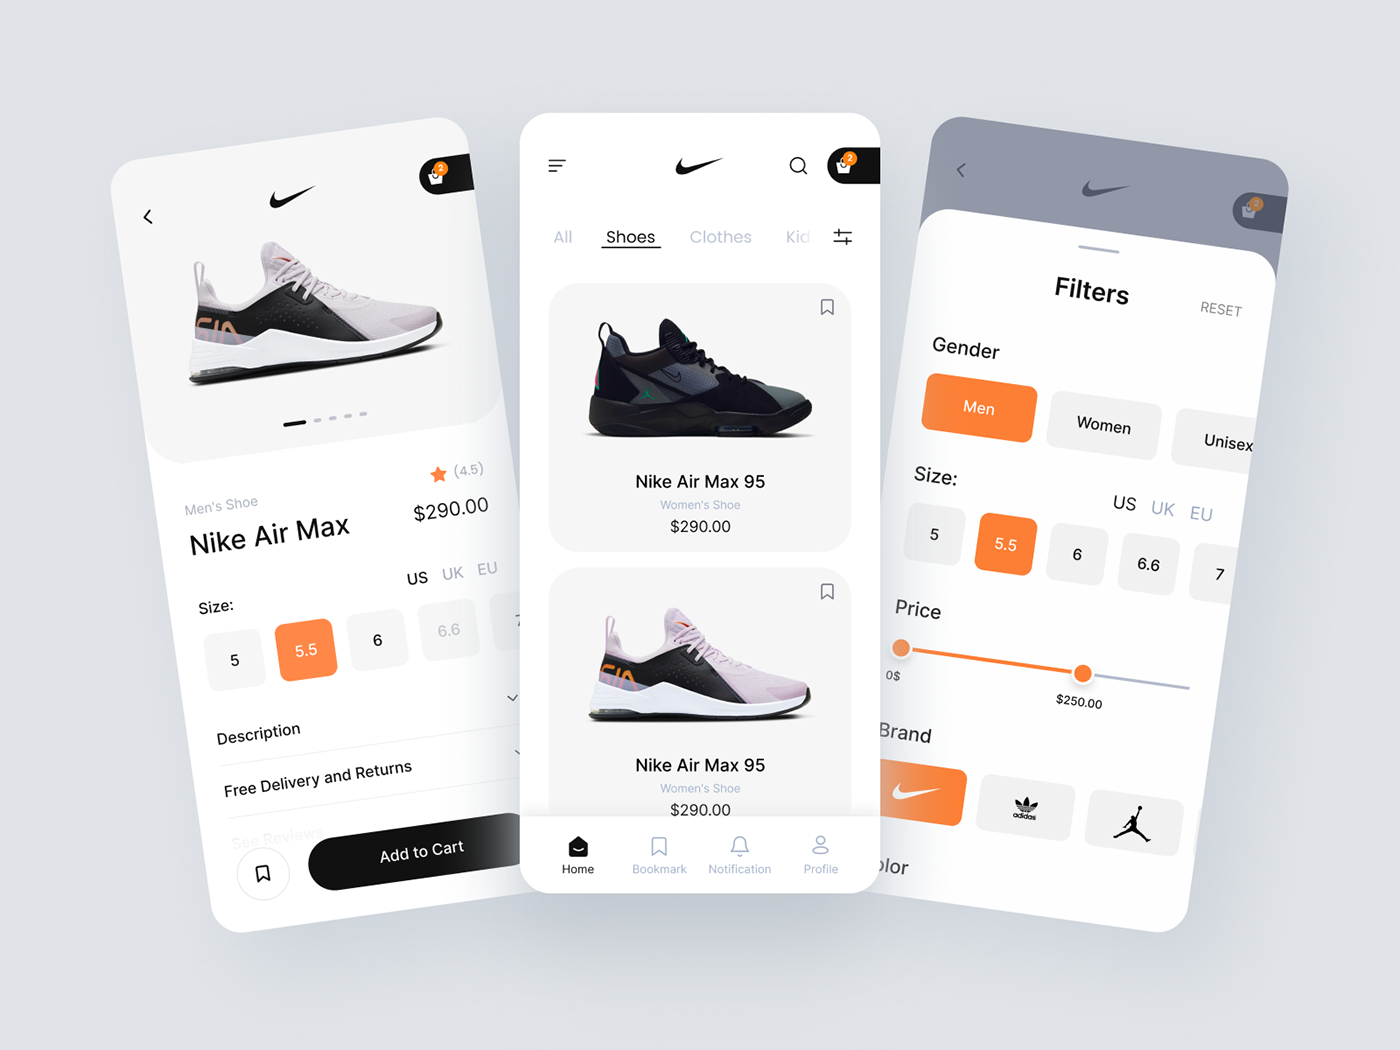 2
Men's Shoe
(4.5)
Nike Air Max
$290.00
Size:
US UK EU
5
5.5
6
6.6
Description
Free Delivery and Returns
See Reviews
Add to Cart
2
All
Shoes
Clothes
Kid
Nike Air Max 95
Women's Shoe
$290.00
Nike Air Max 95
Women's Shoe
$290.00
Home
Bookmark
Notification
Profile
2
Filters
RESET
Gender
Men
Women
Unisex
Size:
US UK EU
5
5.5
6
6.6
7
Price
0$
$250.00
Brand
adidas
olor